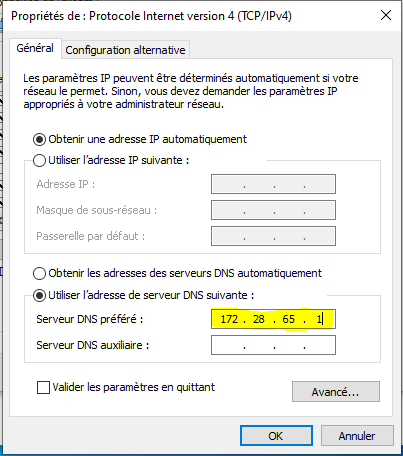 Propriétés de : Protocole Internet version 4 (TCP/IPv4)
Général
Configuration alternative
Les paramètres IP peuvent être déterminés automatiquement si votre
réseau le permet. Sinon, vous devez demander les paramètres IP
appropriés à votre administrateur réseau.
Obtenir une adresse IP automatiquement
Utiliser l'adresse IP suivante :
Adresse IP :
Masque de sous-réseau :
Passerelle par défaut :
Obtenir les adresses des serveurs DNS automatiquement
Utiliser l'adresse de serveur DNS suivante :
Serveur DNS préféré : 172 . 28 . 65 . 1
Serveur DNS auxiliaire :
Valider les paramètres en quittant
Avancé...
OK
Annuler